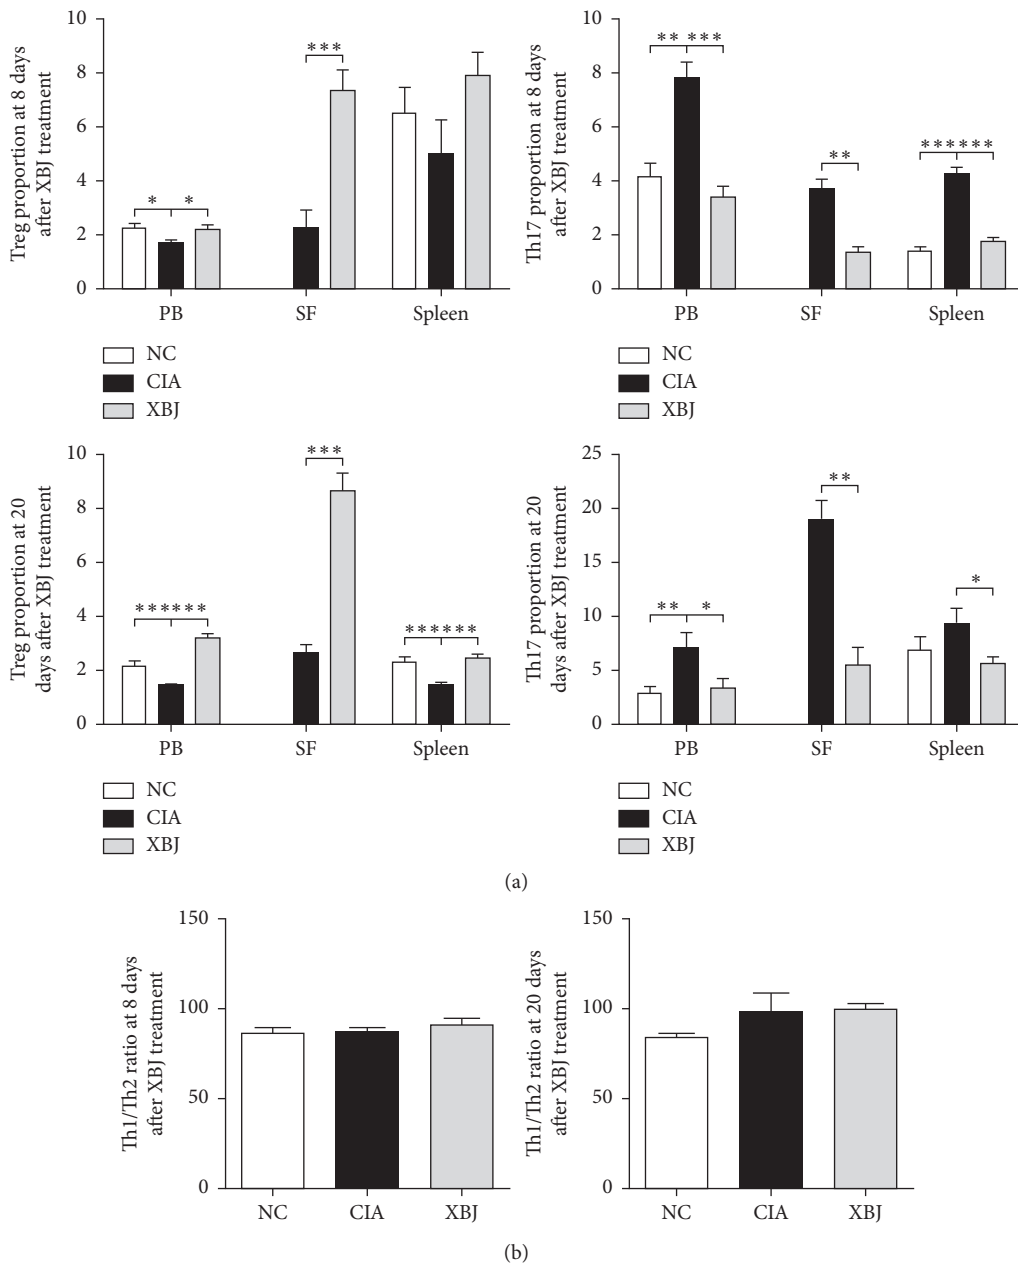 Treg proportion at 8 days
after XBJ treatment
10
8
6
4
2
0
*
*
***
PB
SF
Spleen
NC
CIA
XBJ
Th17 proportion at 8 days
after XBJ treatment
10
8
6
4
2
0
** ***
**
******
PB
SF
Spleen
NC
CIA
XBJ
Treg proportion at 20
days after XBJ treatment
10
8
6
4
2
0
******
***
******
PB
SF
Spleen
NC
CIA
XBJ
Th17 proportion at 20
days after XBJ treatment
25
20
15
10
5
0
**
*
**
*
PB
SF
Spleen
NC
CIA
XBJ
(a)
Th1/Th2 ratio at 8 days
after XBJ treatment
150
100
50
0
NC
CIA
XBJ
Th1/Th2 ratio at 20 days
after XBJ treatment
150
100
50
0
NC
CIA
XBJ
(b)